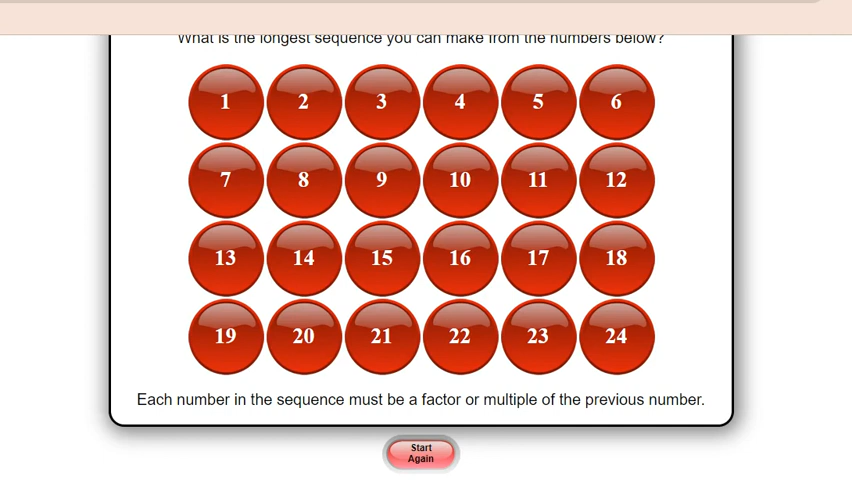 What is the longest sequence you can make from the numbers below?
1 2 3 4 5 6
7 8 9 10 11 12
13 14 15 16 17 18
19 20 21 22 23 24
Each number in the sequence must be a factor or multiple of the previous number.
Start
Again